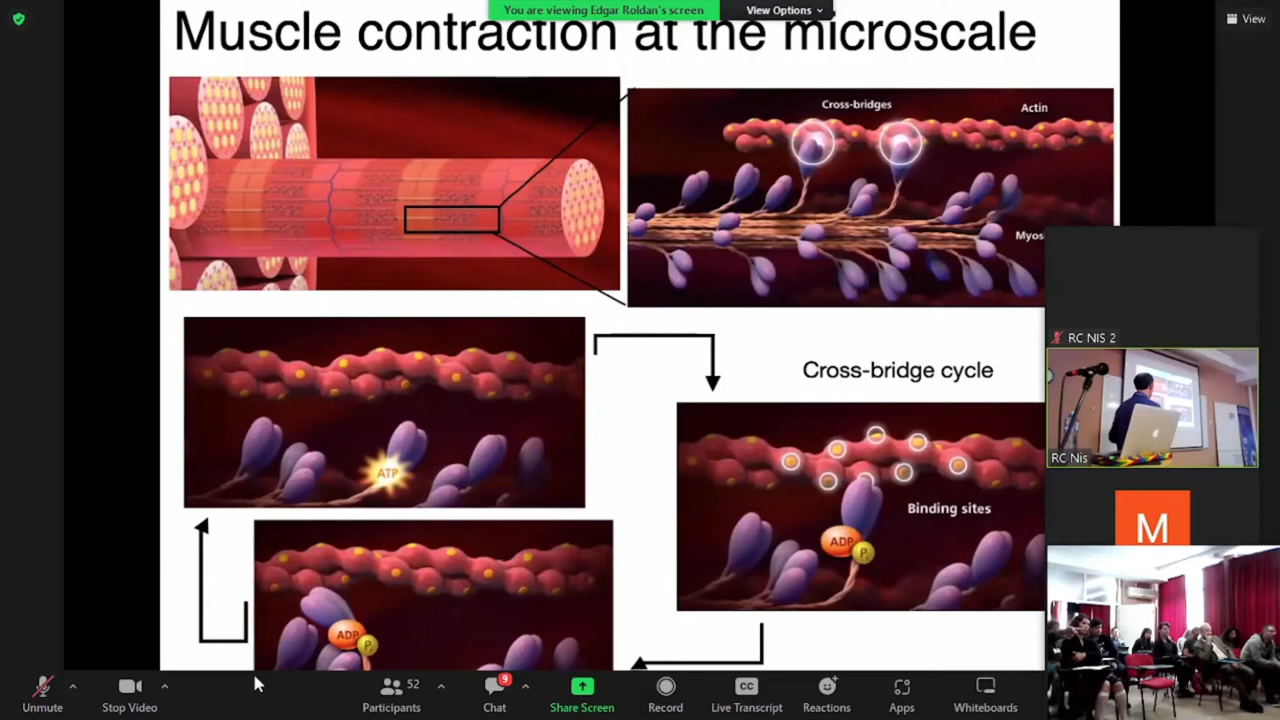 You are viewing Edgar Roldan's screen
View Options
View
Muscle contraction at the microscale
Cross-bridges
Actin
RC NIS 2
RC Nis
M
Cross-bridge cycle
ATP
Binding sites
ADP
P
ADP
P
Unmute
Stop Video
52
Participants
9
Chat
Share Screen
Record
CC
Live Transcript
Reactions
Apps
Whiteboards